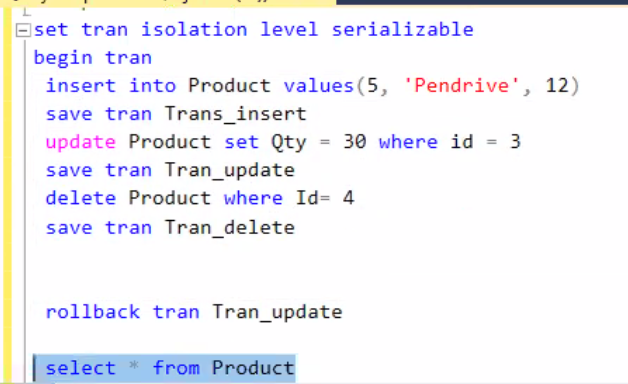 set tran isolation level serializable
begin tran
insert into Product values(5, 'Pendrive', 12)
save tran Trans_insert
update Product set Qty = 30 where id = 3
save tran Tran_update
delete Product where Id= 4
save tran Tran_delete
rollback tran Tran_update
select * from Product